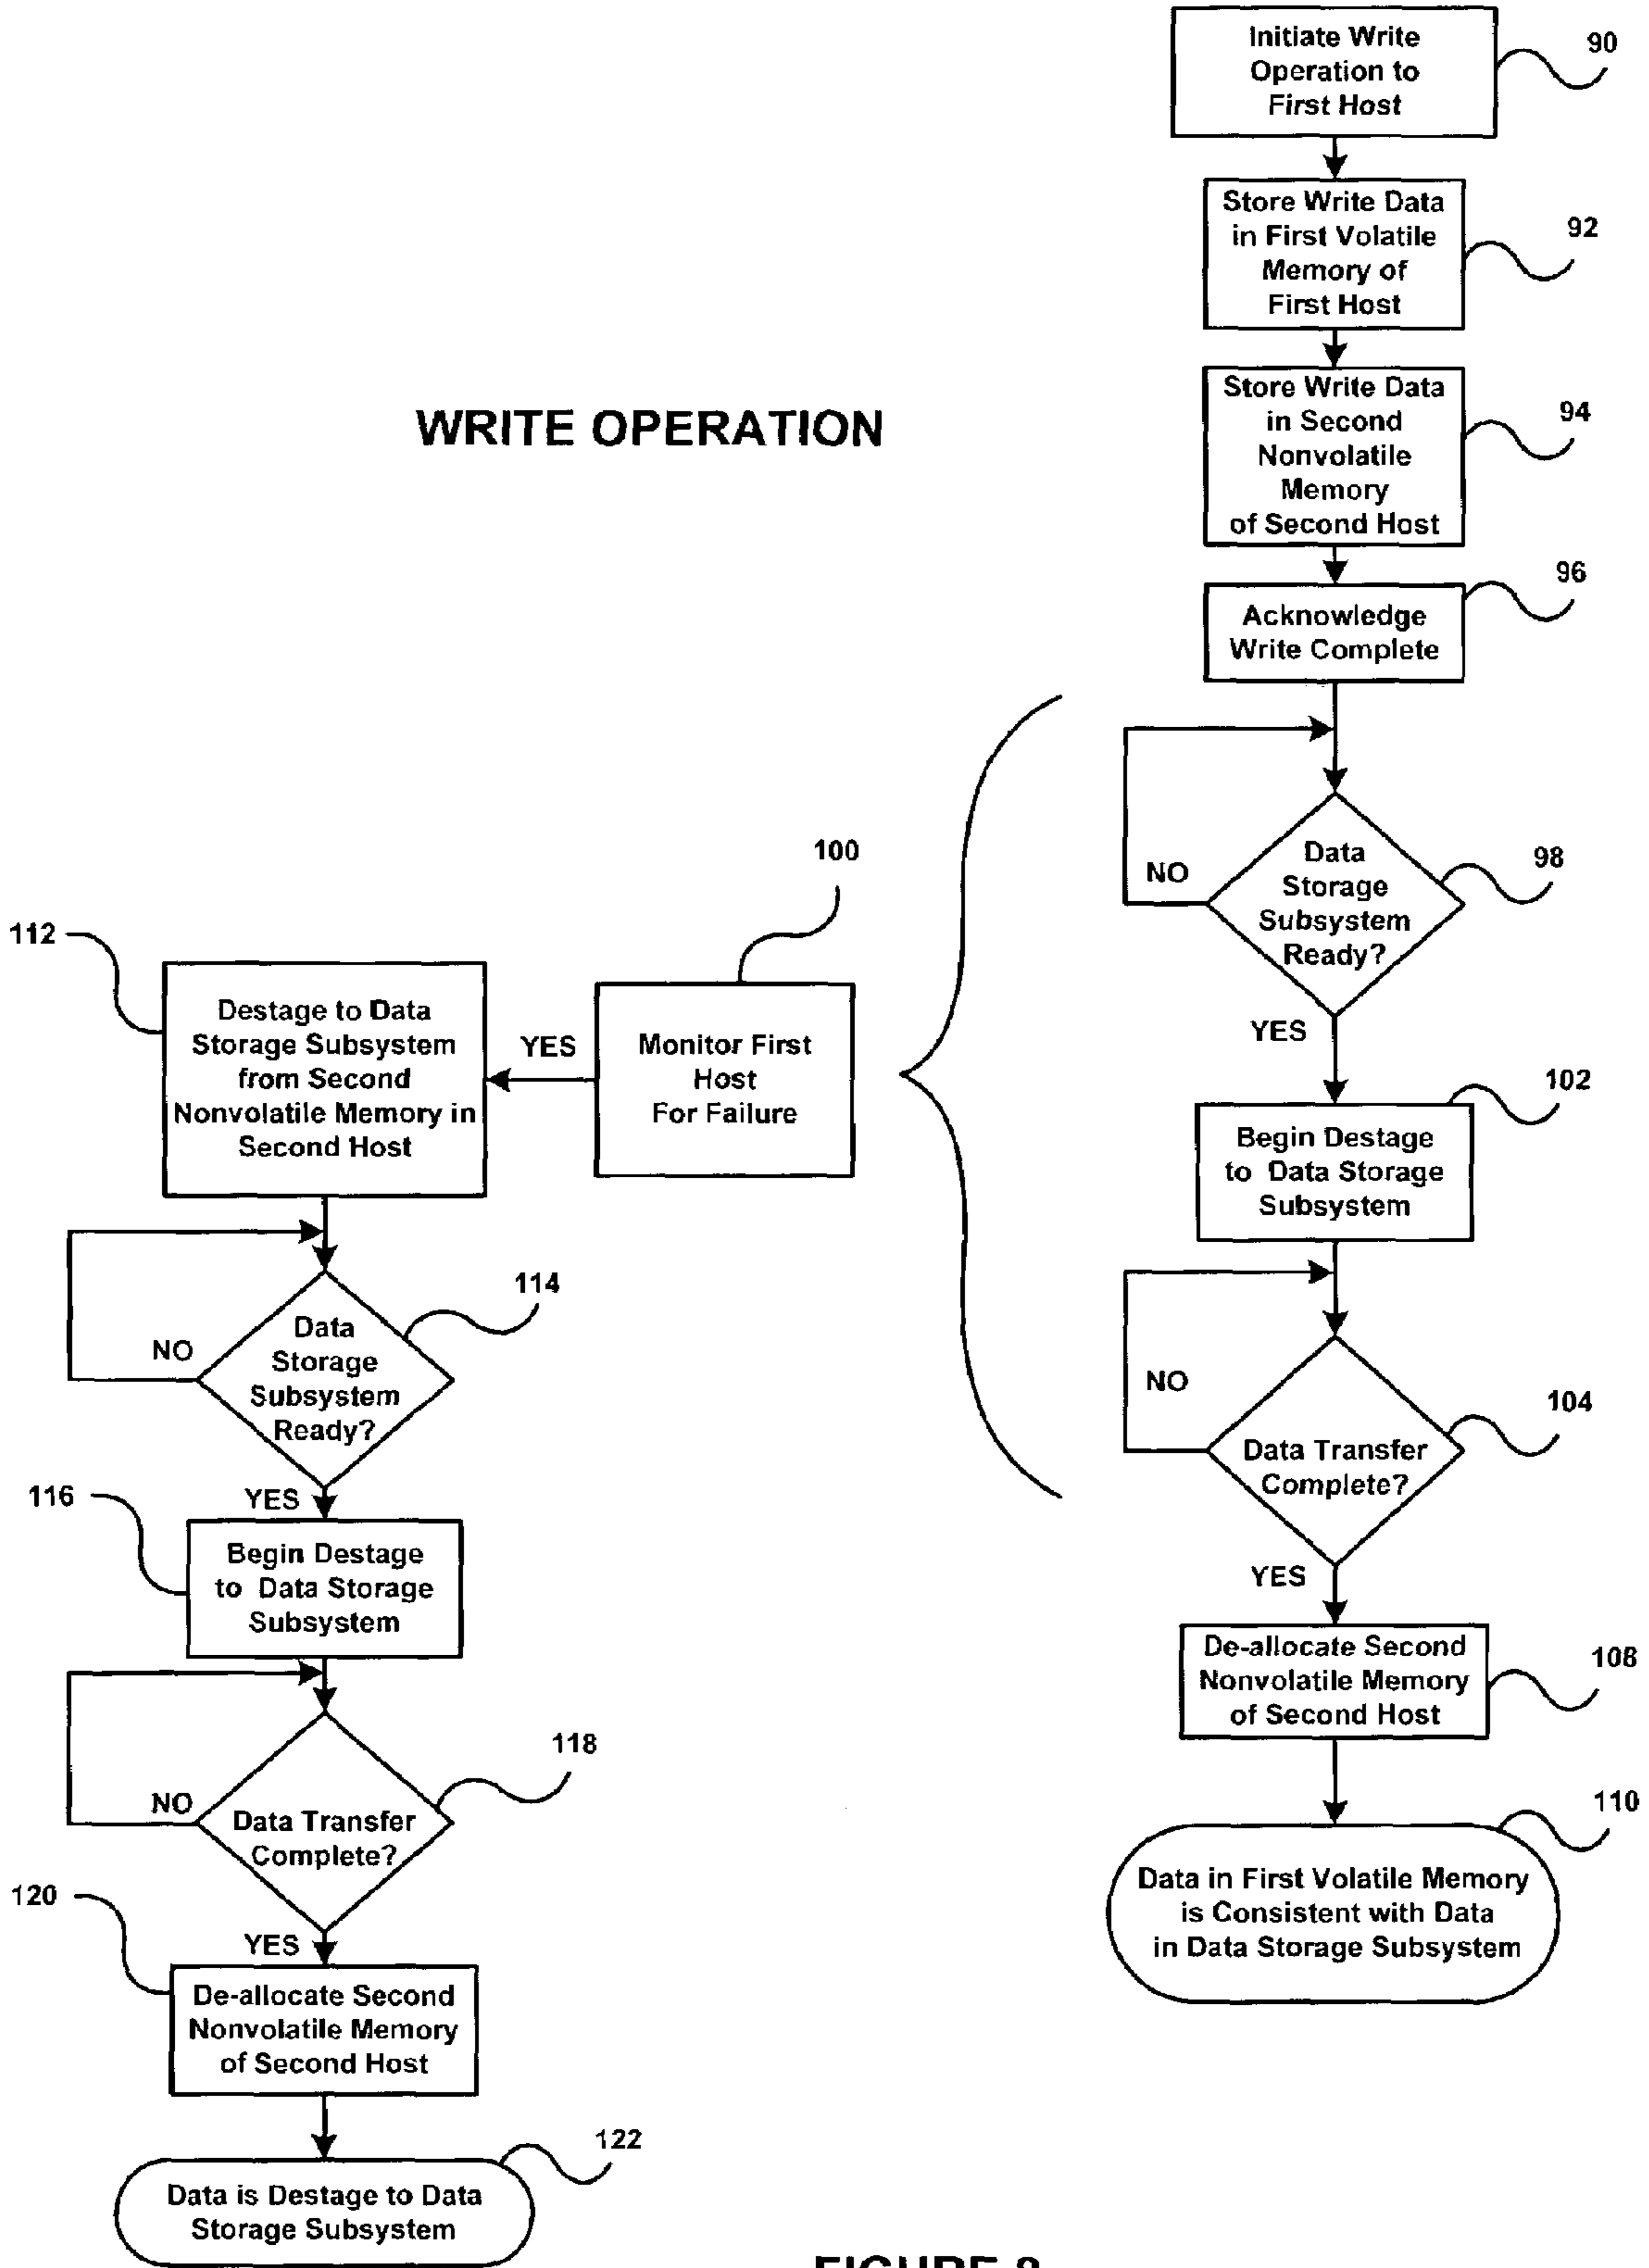 WRITE OPERATION
Initiate Write
Operation to
First Host
90
Store Write Data
in First Volatile
Memory of
First Host
92
Store Write Data
in Second
Nonvolatile
Memory
of Second Host
94
Acknowledge
Write Complete
96
Data
Storage
Subsystem
Ready?
98
NO
YES
Begin Destage
to Data Storage
Subsystem
102
Data Transfer
Complete?
104
NO
YES
De-allocate Second
Nonvolatile Memory
of Second Host
108
Data in First Volatile Memory
is Consistent with Data
in Data Storage Subsystem
110
Monitor First
Host
For Failure
100
YES
Destage to Data
Storage Subsystem
from Second
Nonvolatile Memory in
Second Host
112
Data
Storage
Subsystem
Ready?
114
NO
YES
Begin Destage
to Data Storage
Subsystem
116
Data Transfer
Complete?
118
NO
YES
De-allocate Second
Nonvolatile Memory
of Second Host
120
Data is Destage to Data
Storage Subsystem
122
FIGURE